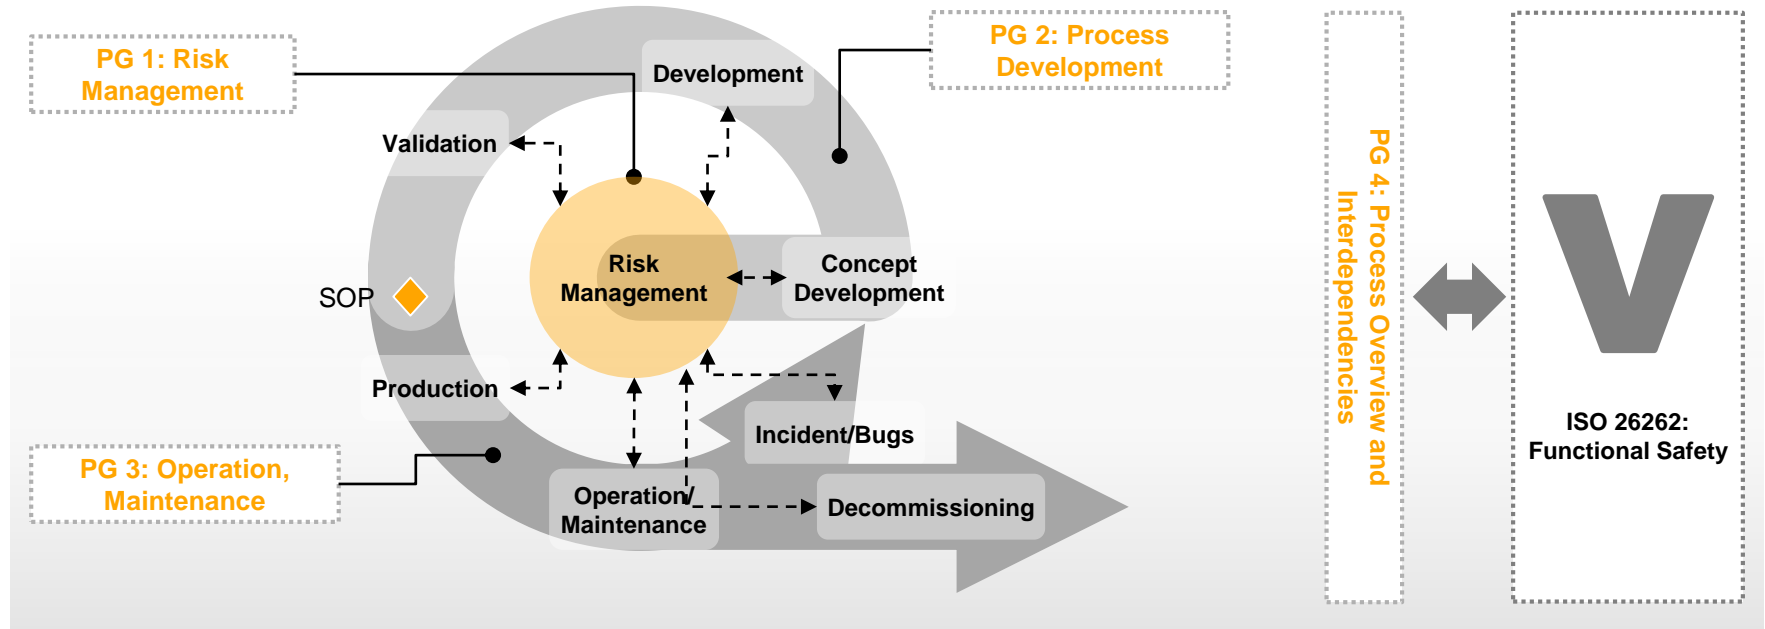 PG 1: Risk
Management
PG 2: Process
Development
Development
Validation
Risk
Management
Concept
Development
SOP
Production
Incident/Bugs
PG 3: Operation,
Maintenance
Operation/
Maintenance
Decommissioning
PG 4: Process Overview and
Interdependencies
V
ISO 26262:
Functional Safety